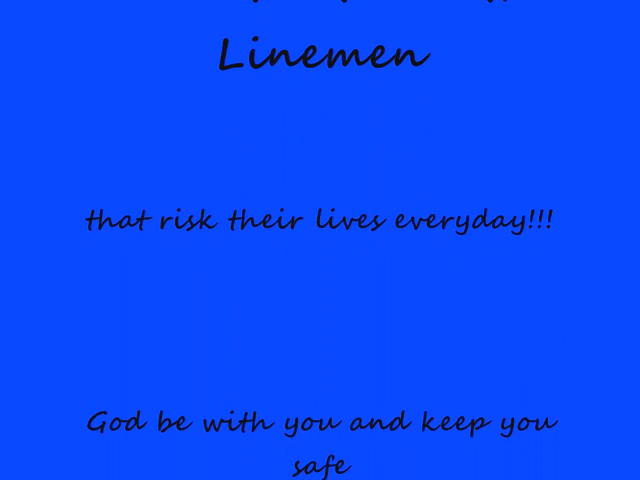 Linemen
that risk their lives everyday!!!
God be with you and keep you
safe